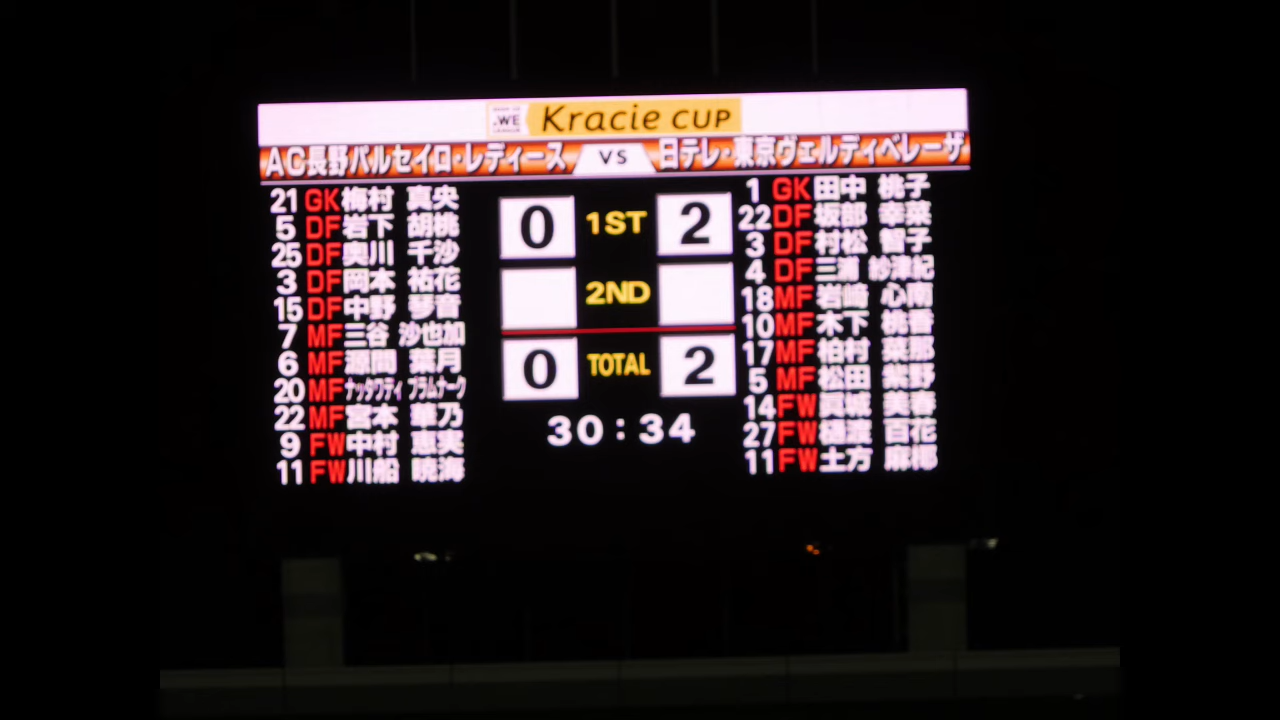 WE Kracie CUP
AC長野パルセイロ・レディース VS 日テレ・東京ヴェルディベレーザ
21 GK 梅村 真央
5 DF 岩下 胡桃
25 DF 奥川 千沙
3 DF 岡本 祐花
15 DF 中野 琴音
7 MF 三谷 沙也加
6 MF 源間 葉月
20 MF ナッタワディ プラムナーク
22 MF 宮本 華乃
9 FW 中村 恵実
11 FW 川船 暁海
0 1ST 2
2ND
0 TOTAL 2
30:34
1 GK 田中 桃子
22 DF 坂部 幸菜
3 DF 村松 智子
4 DF 三浦 紗津紀
18 MF 岩﨑 心南
10 MF 木下 桃香
17 MF 柏村 菜那
5 MF 松田 紫野
14 FW 眞城 美春
27 FW 樋渡 百花
11 FW 土方 麻椰